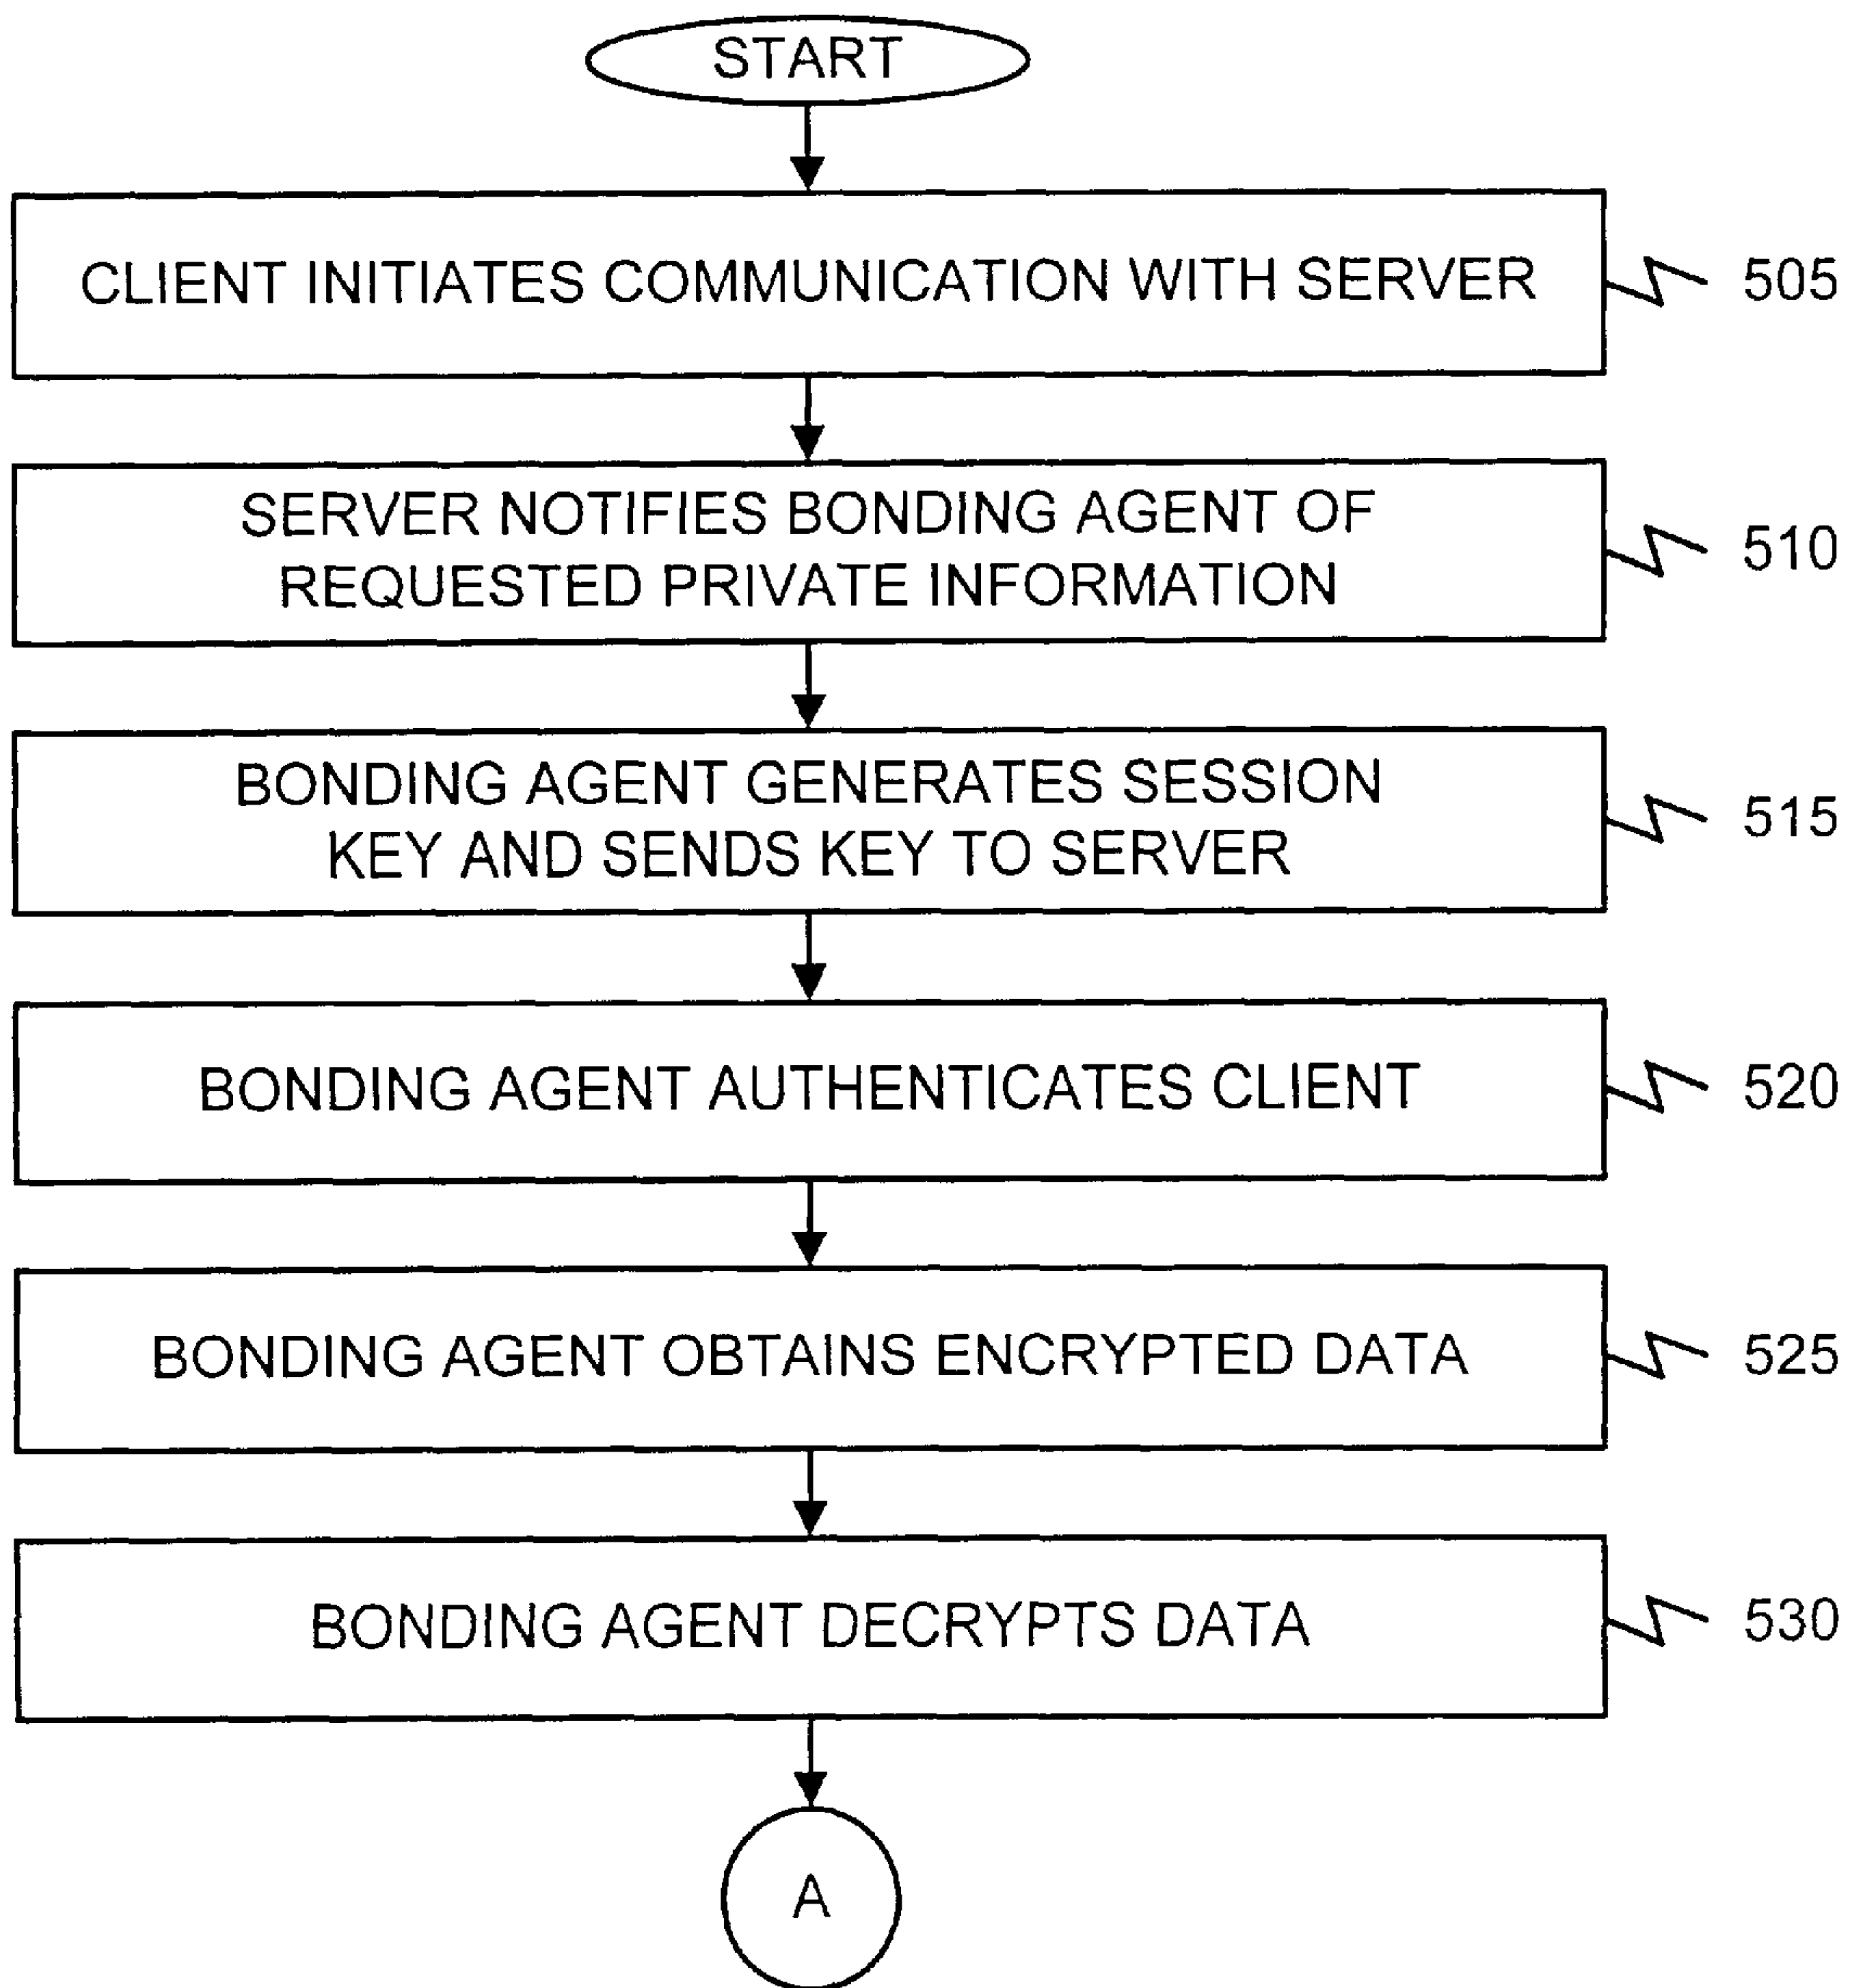 START
CLIENT INITIATES COMMUNICATION WITH SERVER
505
SERVER NOTIFIES BONDING AGENT OF
REQUESTED PRIVATE INFORMATION
510
BONDING AGENT GENERATES SESSION
KEY AND SENDS KEY TO SERVER
515
BONDING AGENT AUTHENTICATES CLIENT
520
BONDING AGENT OBTAINS ENCRYPTED DATA
525
BONDING AGENT DECRYPTS DATA
530
A